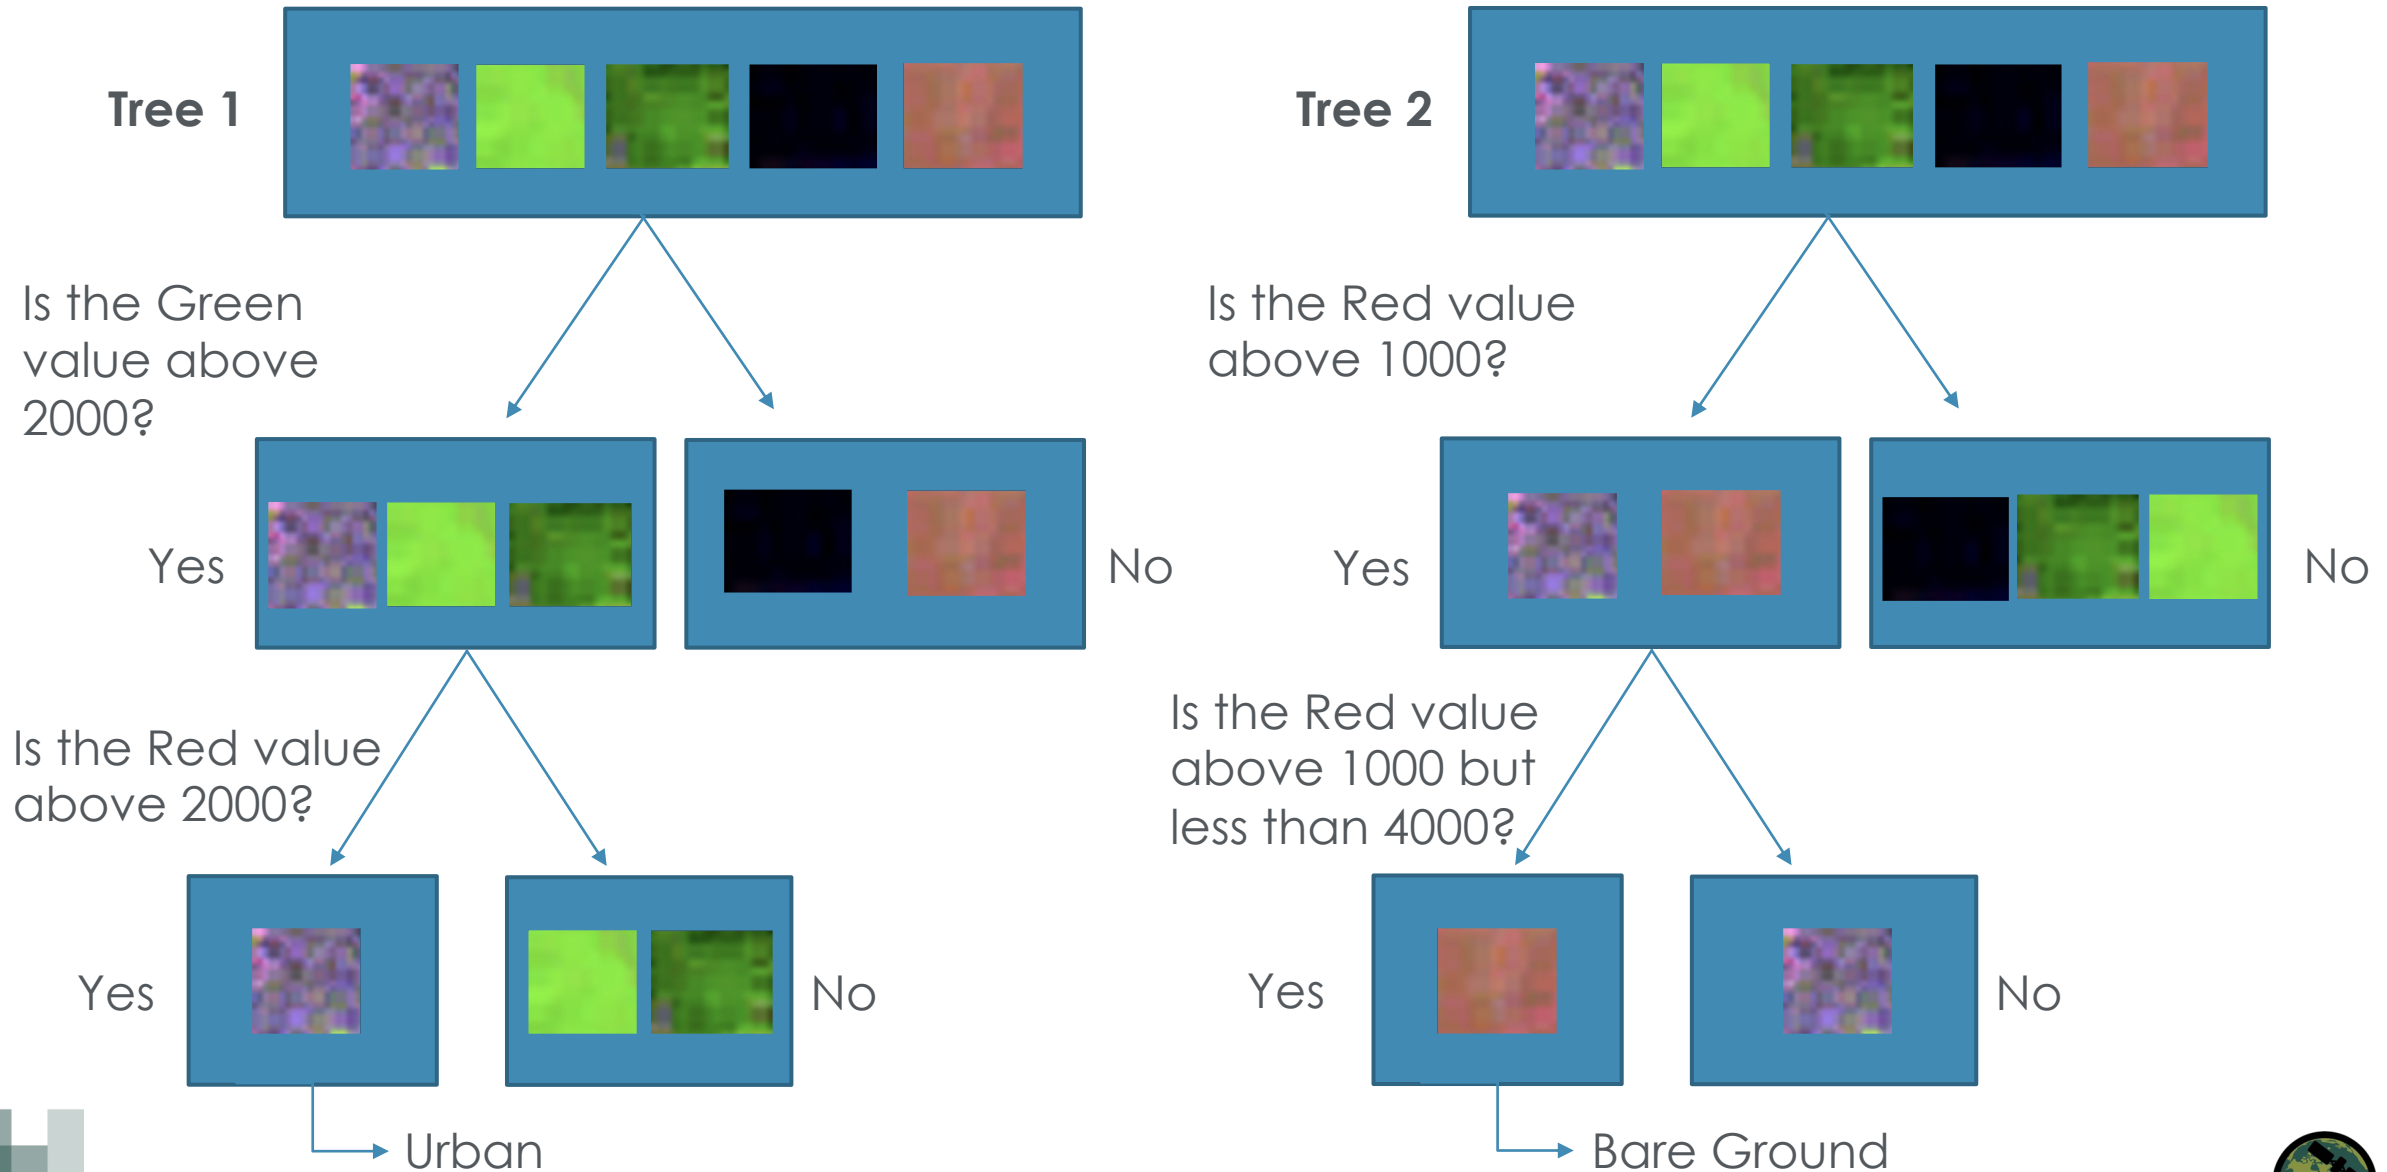 Tree 1
Is the Green
value above
2000?
Yes
No
Is the Red value
above 2000?
Yes
No
Urban
Tree 2
Is the Red value
above 1000?
Yes
No
Is the Red value
above 1000 but
less than 4000?
Yes
No
Bare Ground